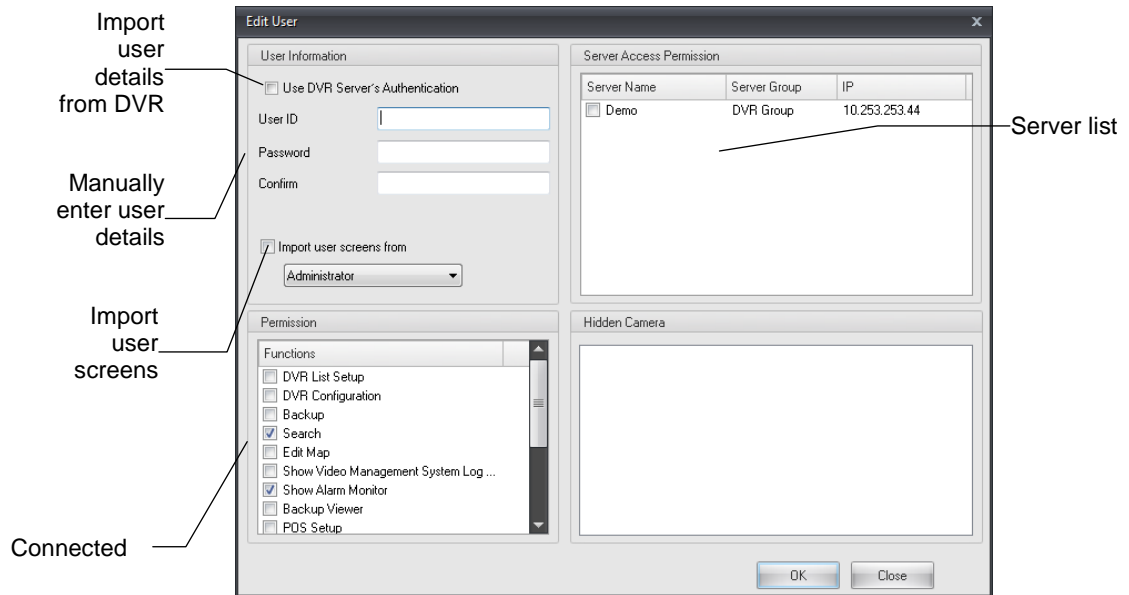 Import
user
details
from DVR
Manually
enter user
details
Import
user
screens
Connected
Edit User
x
User Information
Use DVR Server's Authentication
User ID
Password
Confirm
Import user screens from
Administrator
Permission
Functions
DVR List Setup
DVR Configuration
Backup
Search
Edit Map
Show Video Management System Log ...
Show Alarm Monitor
Backup Viewer
POS Setup
Server Access Permission
Server Name Server Group IP
Demo DVR Group 10.253.253.44
Hidden Camera
OK Close
Server list